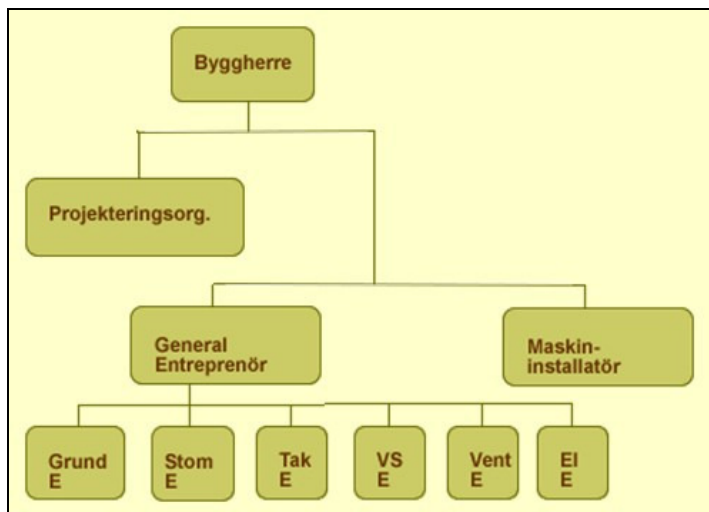 Byggherre
Projekteringsorg.
General
Entreprenör
Maskin-
installatör
Grund
E
Stom
E
Tak
E
VS
E
Vent
E
El
E